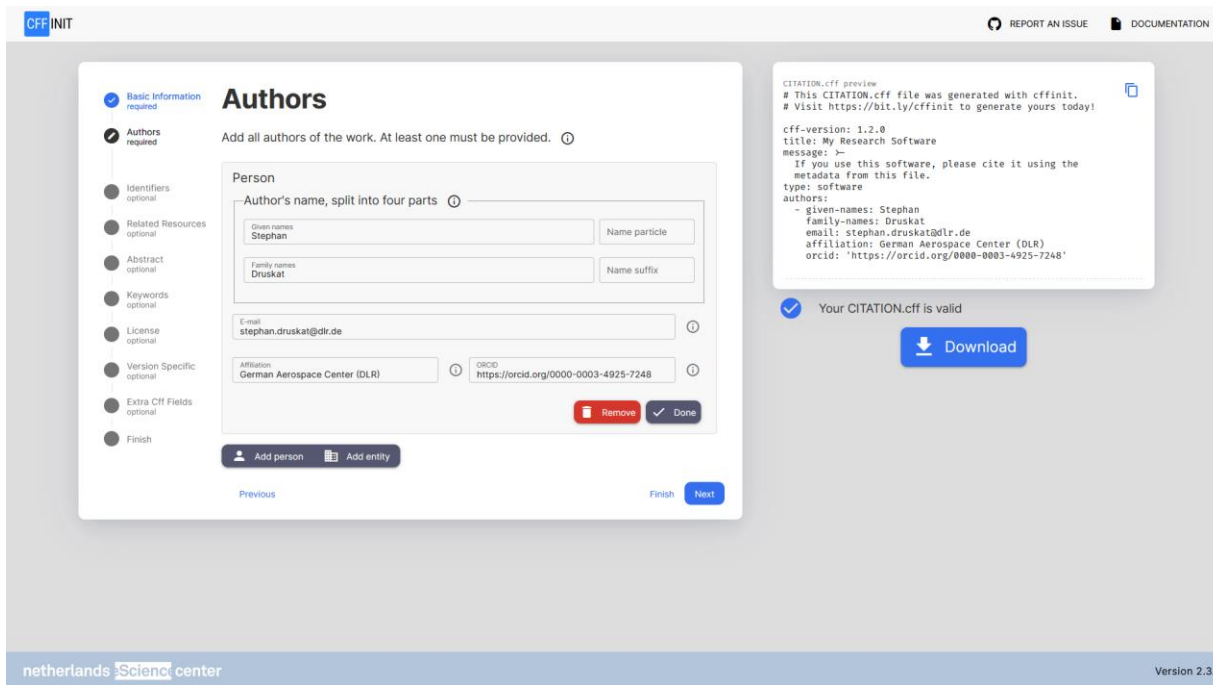 CFF INIT
REPORT AN ISSUE
DOCUMENTATION
Basic Information
required
Authors
required
Identifiers
optional
Related Resources
optional
Abstract
optional
Keywords
optional
License
optional
Version Specific
optional
Extra Cff Fields
optional
Finish
Authors
Add all authors of the work. At least one must be provided.
Person
Author's name, split into four parts
Given names
Stephan
Name particle
Family names
Druskat
Name suffix
E-mail
stephan.druskat@dlr.de
Affiliation
German Aerospace Center (DLR)
ORCID
https://orcid.org/0000-0003-4925-7248
Remove
Done
Add person
Add entity
Previous
Finish
Next
CITATION.cff preview
# This CITATION.cff file was generated with cffinit.
# Visit https://bit.ly/cffinit to generate yours today!
cff-version: 1.2.0
title: My Research Software
message: >-
If you use this software, please cite it using the
metadata from this file.
type: software
authors:
- given-names: Stephan
family-names: Druskat
email: stephan.druskat@dlr.de
affiliation: German Aerospace Center (DLR)
orcid: 'https://orcid.org/0000-0003-4925-7248'
Your CITATION.cff is valid
Download
netherlands eScience center
Version 2.3